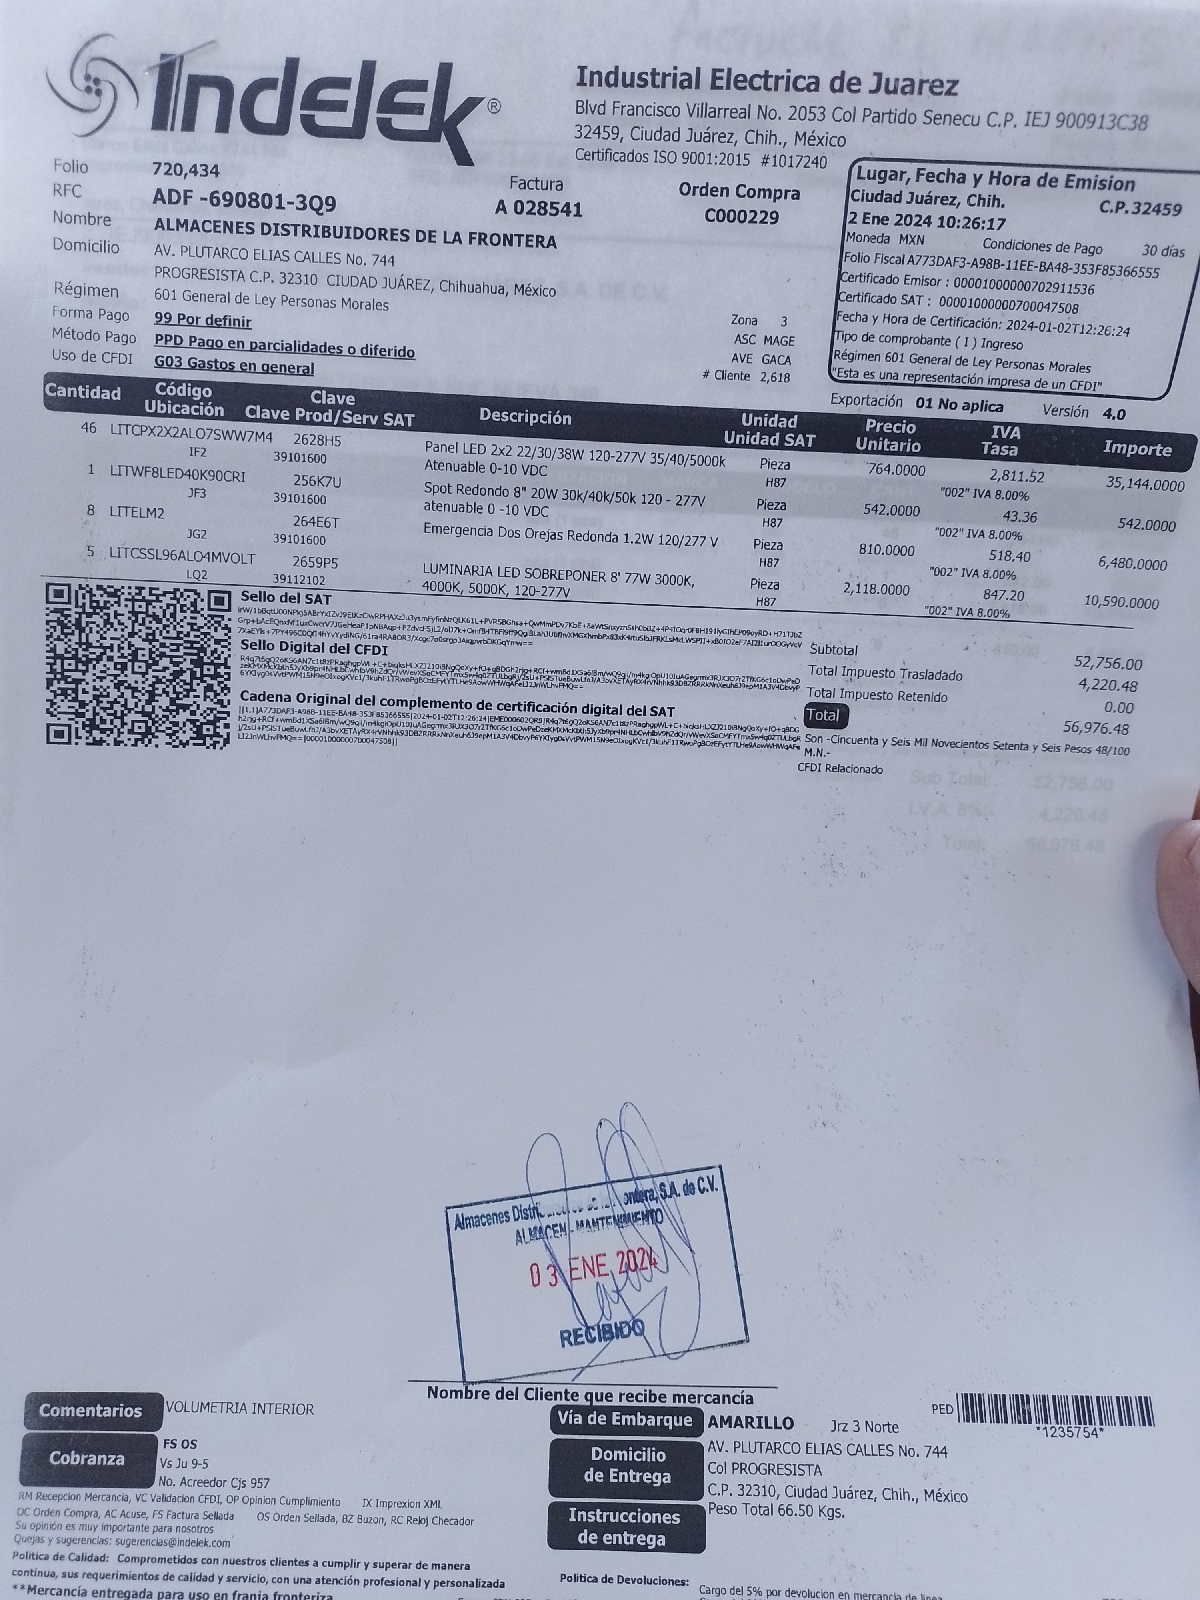 IndElEk®
Industrial Electrica de Juarez
Blvd Francisco Villarreal No. 2053 Col Partido Senecu C.P. IEJ 900913C38
32459, Ciudad Juárez, Chih., México
Certificados ISO 9001:2015 #1017240
Folio 720,434
RFC ADF -690801-3Q9
Factura
A 028541
Orden Compra
C000229
Nombre ALMACENES DISTRIBUIDORES DE LA FRONTERA
Domicilio AV. PLUTARCO ELIAS CALLES No. 744
PROGRESISTA C.P. 32310 CIUDAD JUÁREZ, Chihuahua, México
Régimen 601 General de Ley Personas Morales
Forma Pago 99 Por definir
Método Pago PPD Pago en parcialidades o diferido
Uso de CFDI G03 Gastos en general
Zona 3
ASC MAGE
AVE GACA
# Cliente 2,618
Lugar, Fecha y Hora de Emision
Ciudad Juárez, Chih. C.P.32459
2 Ene 2024 10:26:17
Moneda MXN Condiciones de Pago 30 días
Folio Fiscal A773DAF3-A98B-11EE-BA48-353F85366555
Certificado Emisor : 00001000000702911536
Certificado SAT : 00001000000700047508
Fecha y Hora de Certificación: 2024-01-02T12:26:24
Tipo de comprobante ( I ) Ingreso
Régimen 601 General de Ley Personas Morales
"Esta es una representación impresa de un CFDI"
Exportación 01 No aplica Versión 4.0
Cantidad Código Ubicación Clave Clave Prod/Serv SAT Descripción Unidad Unidad SAT Precio Unitario IVA Tasa Importe
46 LITCPX2X2ALO7SWW7M4 2628H5 Panel LED 2x2 22/30/38W 120-277V 35/40/5000k Pieza 764.0000 2,811.52 35,144.0000
IF2 39101600 Atenuable 0-10 VDC H87 "002" IVA 8.00%
1 LITWF8LED40K90CRI 256K7U Spot Redondo 8" 20W 30k/40k/50k 120 - 277V Pieza 542.0000 43.36 542.0000
JF3 39101600 atenuable 0 -10 VDC H87 "002" IVA 8.00%
8 LITELM2 264E6T Emergencia Dos Orejas Redonda 1.2W 120/277 V Pieza 810.0000 518.40 6,480.0000
JG2 39101600 H87 "002" IVA 8.00%
5 LITCSSL96ALO4MVOLT 2659P5 LUMINARIA LED SOBREPONER 8' 77W 3000K, Pieza 2,118.0000 847.20 10,590.0000
LQ2 39112102 4000K, 5000K, 120-277V H87 "002" IVA 8.00%
Sello del SAT
Sello Digital del CFDI
Cadena Original del complemento de certificación digital del SAT
Subtotal 52,756.00
Total Impuesto Trasladado 4,220.48
Total Impuesto Retenido 0.00
Total 56,976.48
Son -Cincuenta y Seis Mil Novecientos Setenta y Seis Pesos 48/100
M.N.-
CFDI Relacionado
Sub Total: 52,756.00
I.V.A. 8% 4,220.48
Total: 56,976.48
Almacenes Distri ontera, S.A. de C.V.
ALMACEN - MANTENIMIENTO
03 ENE 2024
RECIBIDO
Nombre del Cliente que recibe mercancía
Comentarios VOLUMETRIA INTERIOR
Cobranza FS OS
Vs Ju 9-5
No. Acreedor Cjs 957
RM Recepcion Mercancia, VC Validacion CFDI, OP Opinion Cumplimiento IX Imprexion XML
OC Orden Compra, AC Acuse, FS Factura Sellada OS Orden Sellada, BZ Buzon, RC Reloj Checador
Su opinión es muy importante para nosotros
Quejas y sugerencias: sugerencias@indelek.com
Politica de Calidad: Comprometidos con nuestros clientes a cumplir y superar de manera
continua, sus requerimientos de calidad y servicio, con una atención profesional y personalizada
**Mercancía entregada para uso en franja fronteriza
Vía de Embarque AMARILLO Jrz 3 Norte
PED *1235754*
Domicilio de Entrega AV. PLUTARCO ELIAS CALLES No. 744
Col PROGRESISTA
C.P. 32310, Ciudad Juárez, Chih., México
Instrucciones de entrega Peso Total 66.50 Kgs.
Politica de Devoluciones:
Cargo del 5% por devolucion en mercancia de linea